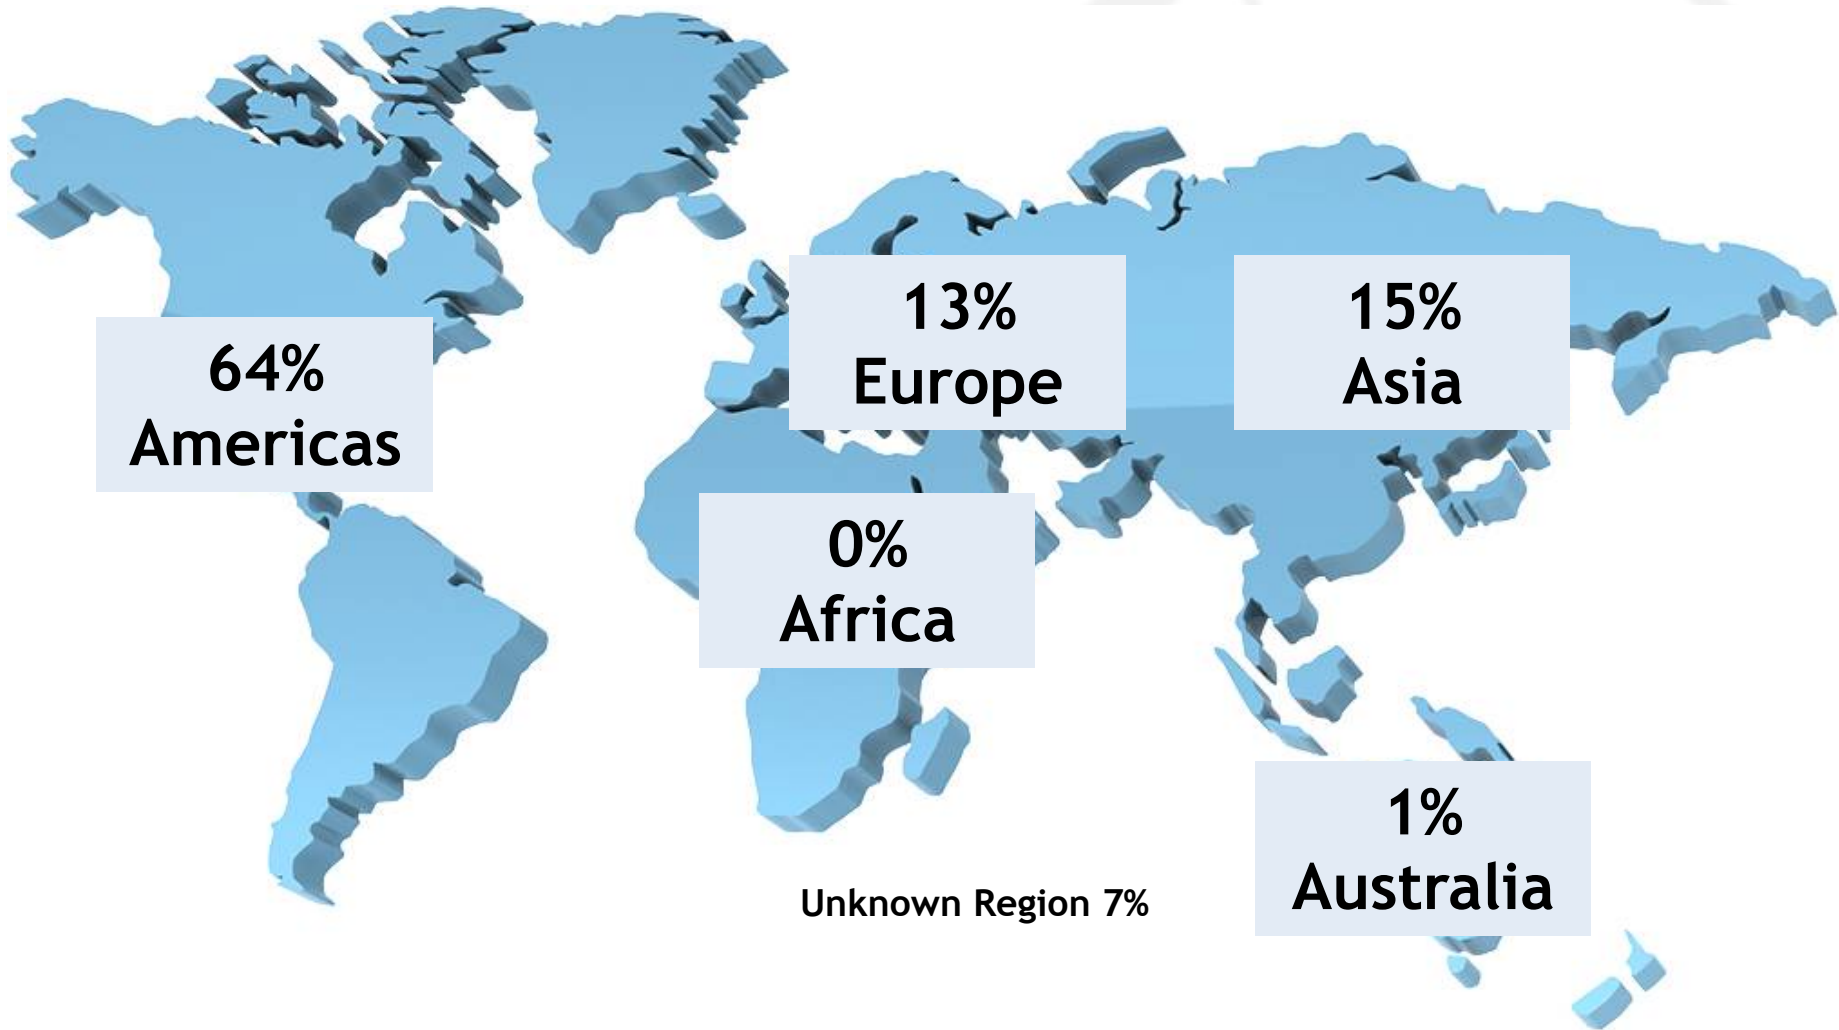 64%
Americas
13%
Europe
15%
Asia
0%
Africa
1%
Australia
Unknown Region 7%